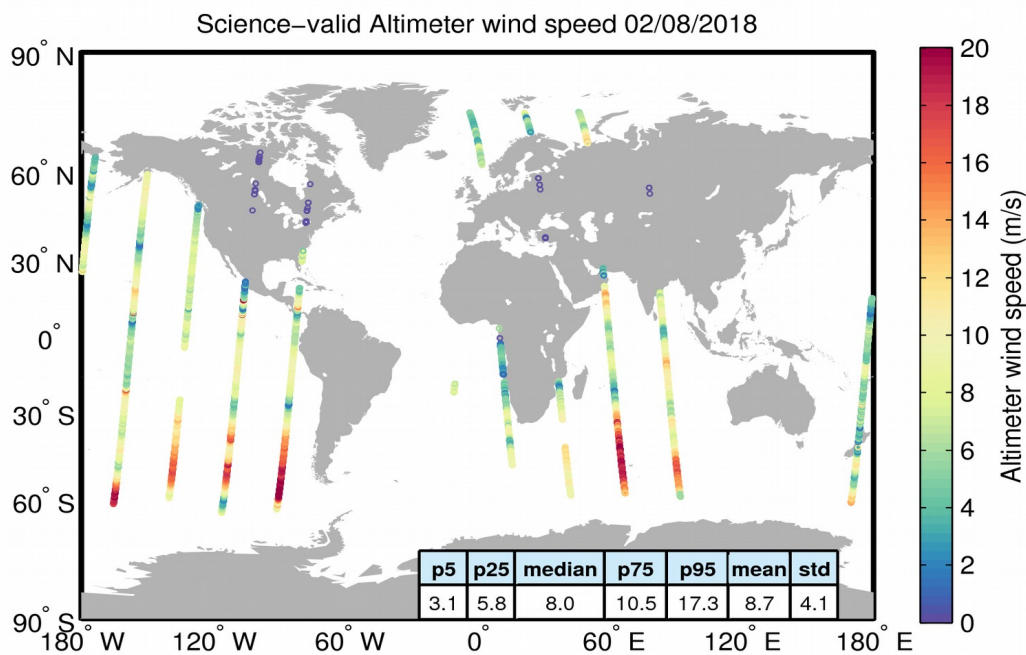 Science−valid Altimeter wind speed 02/08/2018
90° N
60° N
30° N
0°
30° S
60° S
90° S
180° W
120° W
60° W
0°
60° E
120° E
180° E
p5 p25 median p75 p95 mean std
3.1 5.8 8.0 10.5 17.3 8.7 4.1
20
18
16
14
12
10
8
6
4
2
0
Altimeter wind speed (m/s)